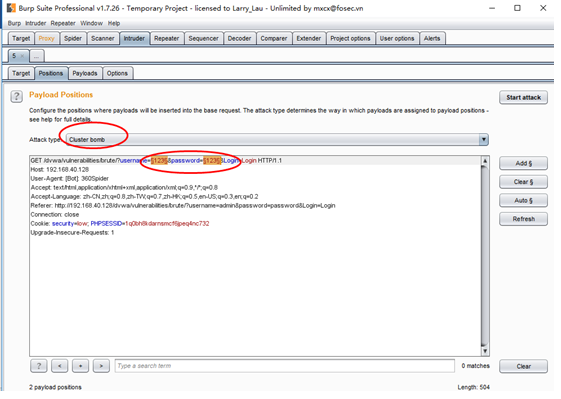 Burp Suite Professional v1.7.26 - Temporary Project - licensed to Larry_Lau - Unlimited by mxcx@fosec.vn
Burp Intruder Repeater Window Help
Target Proxy Spider Scanner Intruder Repeater Sequencer Decoder Comparer Extender Project options User options Alerts
5 × ...
Target Positions Payloads Options
? Payload Positions Start attack
Configure the positions where payloads will be inserted into the base request. The attack type determines the way in which payloads are assigned to payload positions -
see help for full details.
Attack type: Cluster bomb
GET /dvwa/vulnerabilities/brute/?username=§123§&password=§123§&Login=Login HTTP/1.1
Host: 192.168.40.128
User-Agent: [Bot] .360Spider
Accept: text/html,application/xhtml+xml,application/xml;q=0.9,*/*;q=0.8
Accept-Language: zh-CN,zh;q=0.8,zh-TW;q=0.7,zh-HK;q=0.5,en-US;q=0.3,en;q=0.2
Referer: http://192.168.40.128/dvwa/vulnerabilities/brute/?username=admin&password=password&Login=Login
Connection: close
Cookie: security=low; PHPSESSID=
Upgrade-Insecure-Requests: 1
Add §
Clear §
Auto §
Refresh
? < + > Type a search term 0 matches Clear
2 payload positions Length: 504